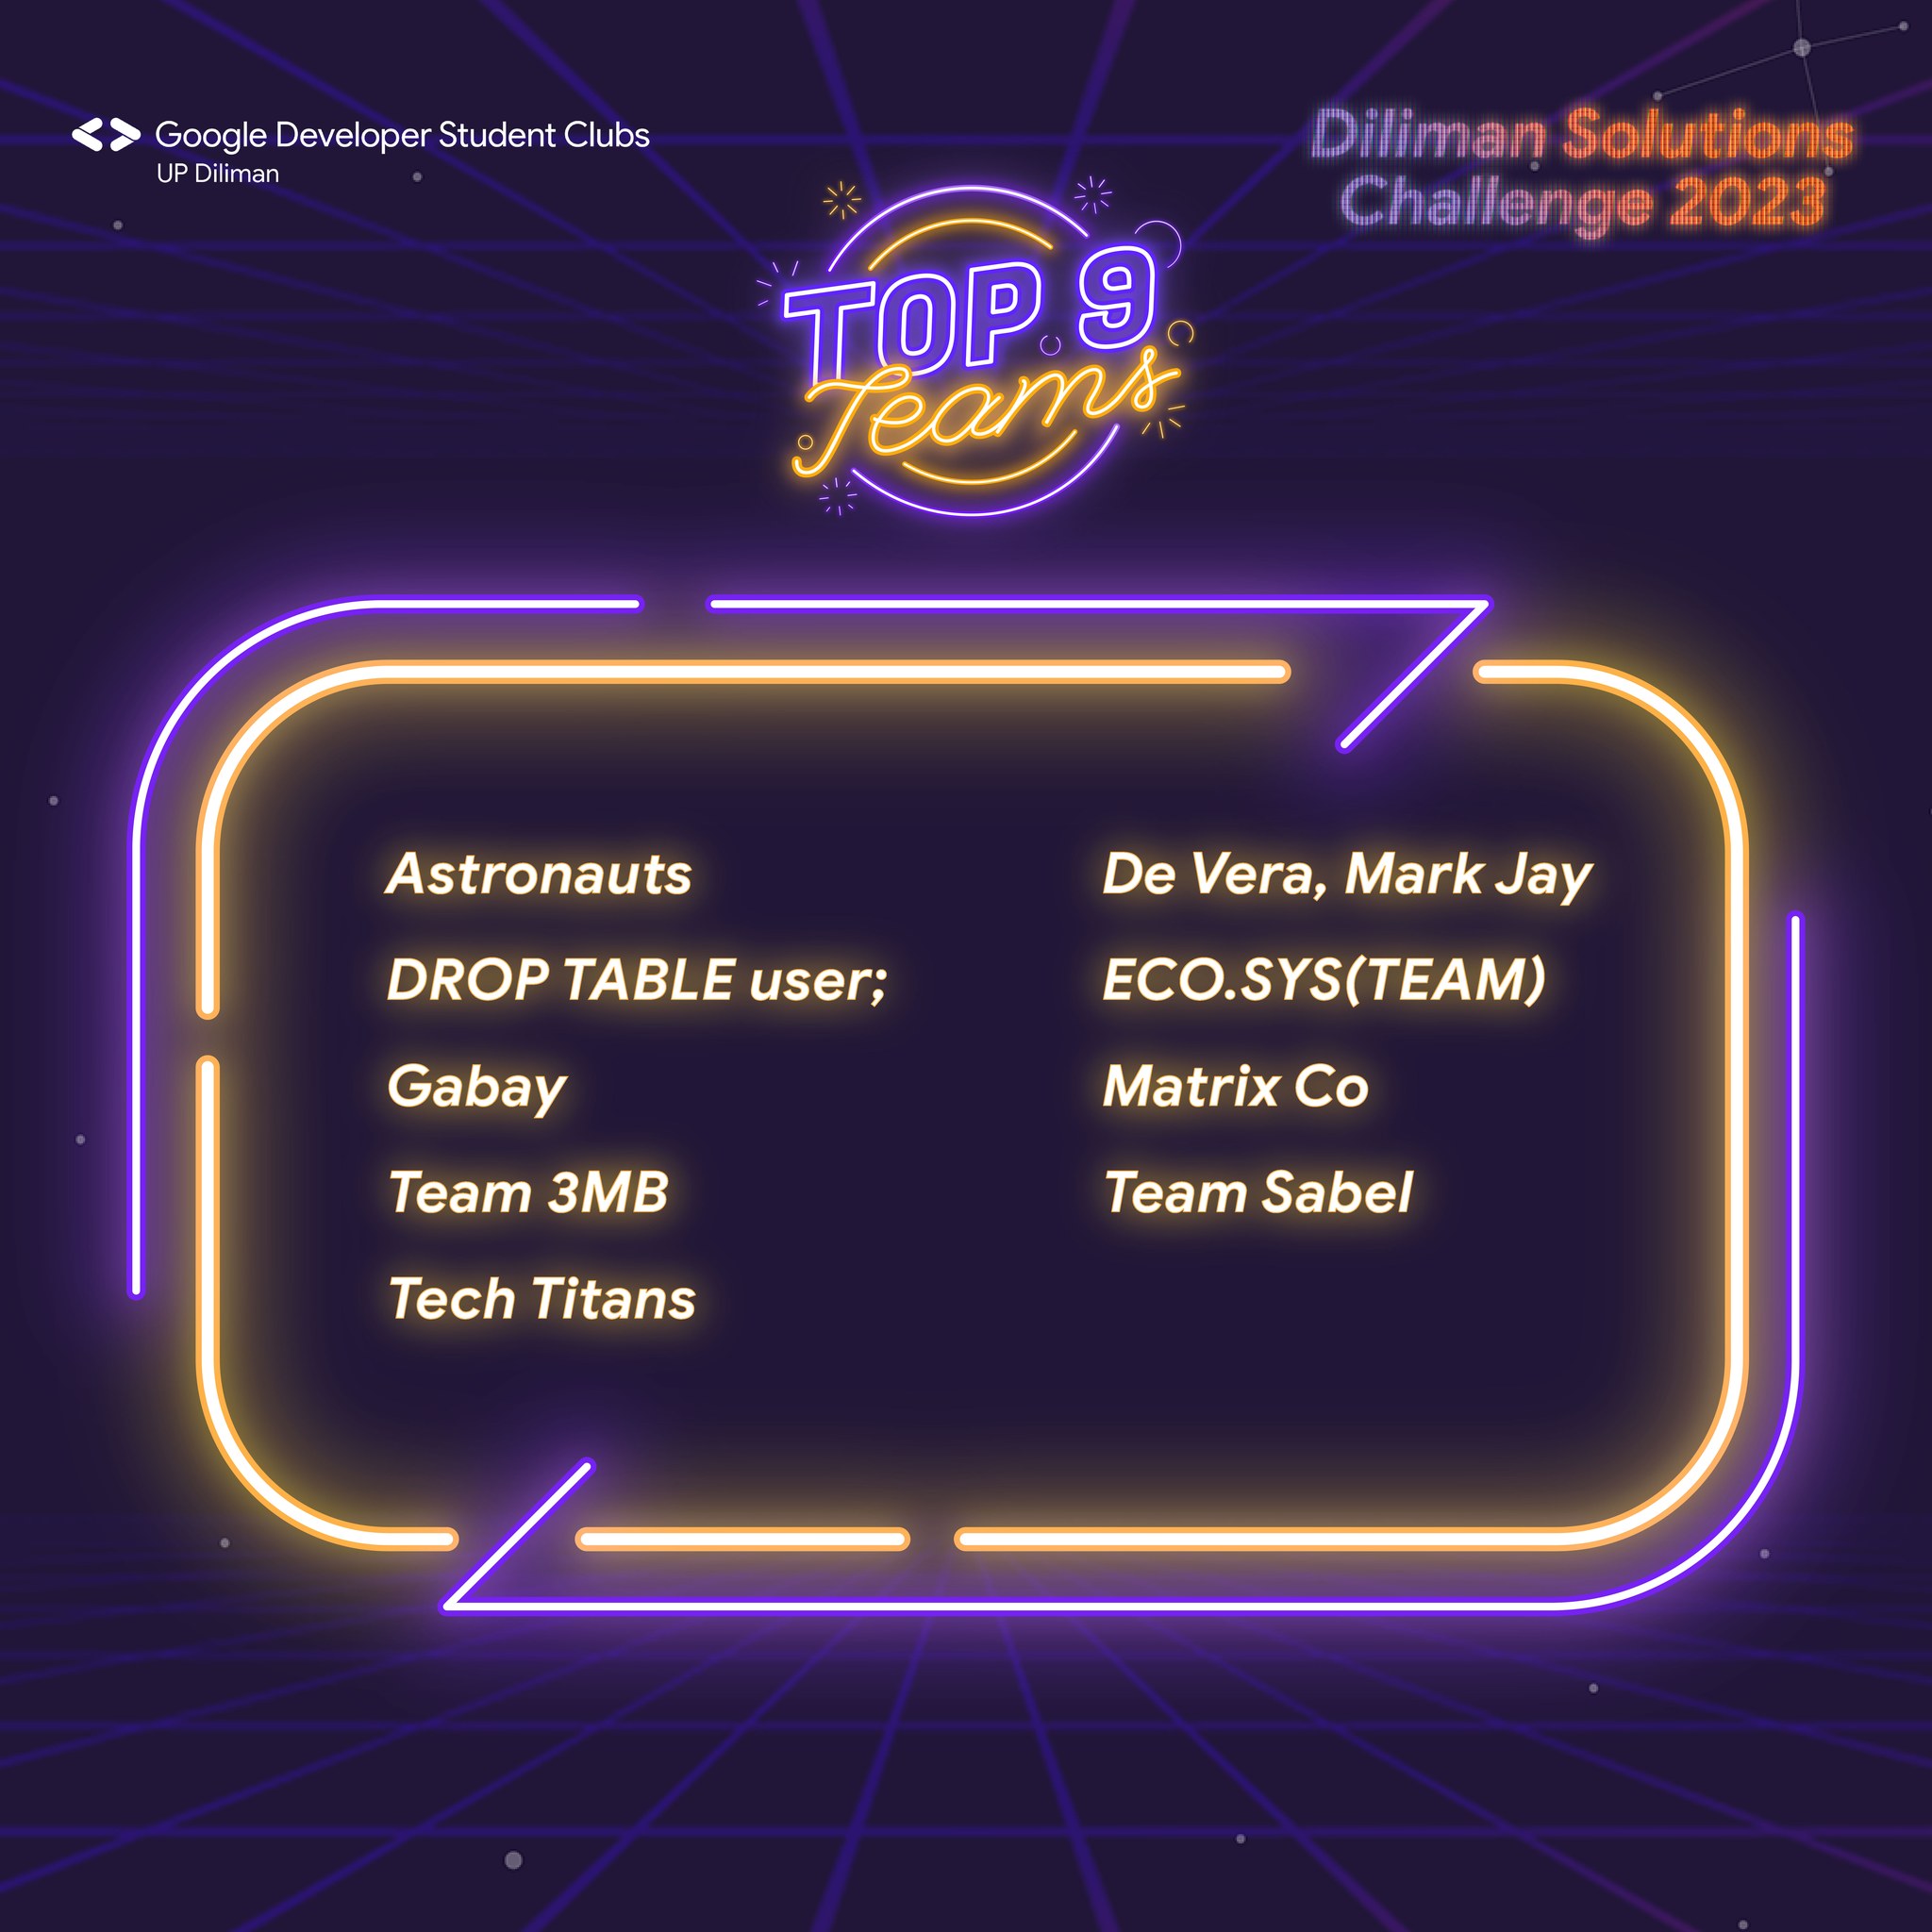 Google Developer Student Clubs
UP Diliman
Diliman Solutions
Challenge 2023
TOP 9
Teams
Astronauts
DROP TABLE user;
Gabay
Team 3MB
Tech Titans
De Vera, Mark Jay
ECO.SYS(TEAM)
Matrix Co
Team Sabel